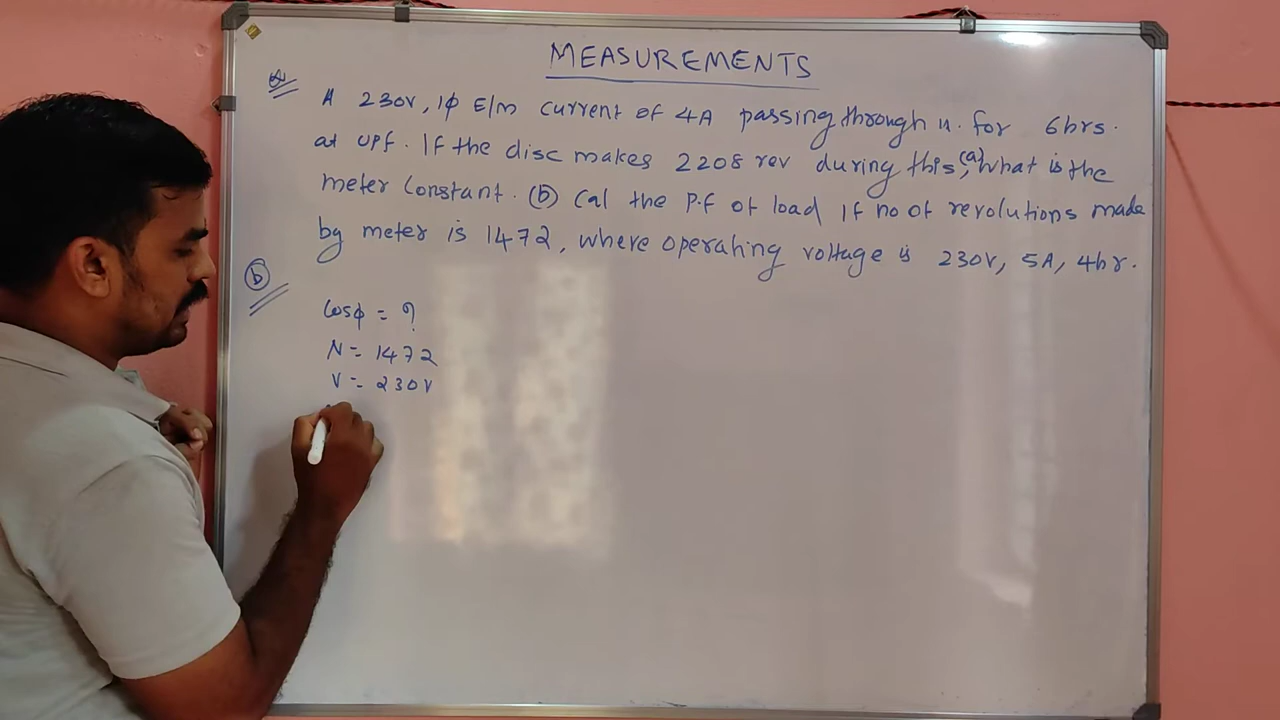 MEASUREMENTS
Q)
A 230V, 1ϕ E/m current of 4A passing through it. for 6hrs.
at UPF. If the disc makes 2208 rev during this, (a) What is the
meter Constant. (b) Cal the P.F of load If no of revolutions made
by meter is 1472, where operating voltage is 230V, 5A, 4hr.
(b)
Cosϕ = ?
N = 1472
V = 230V